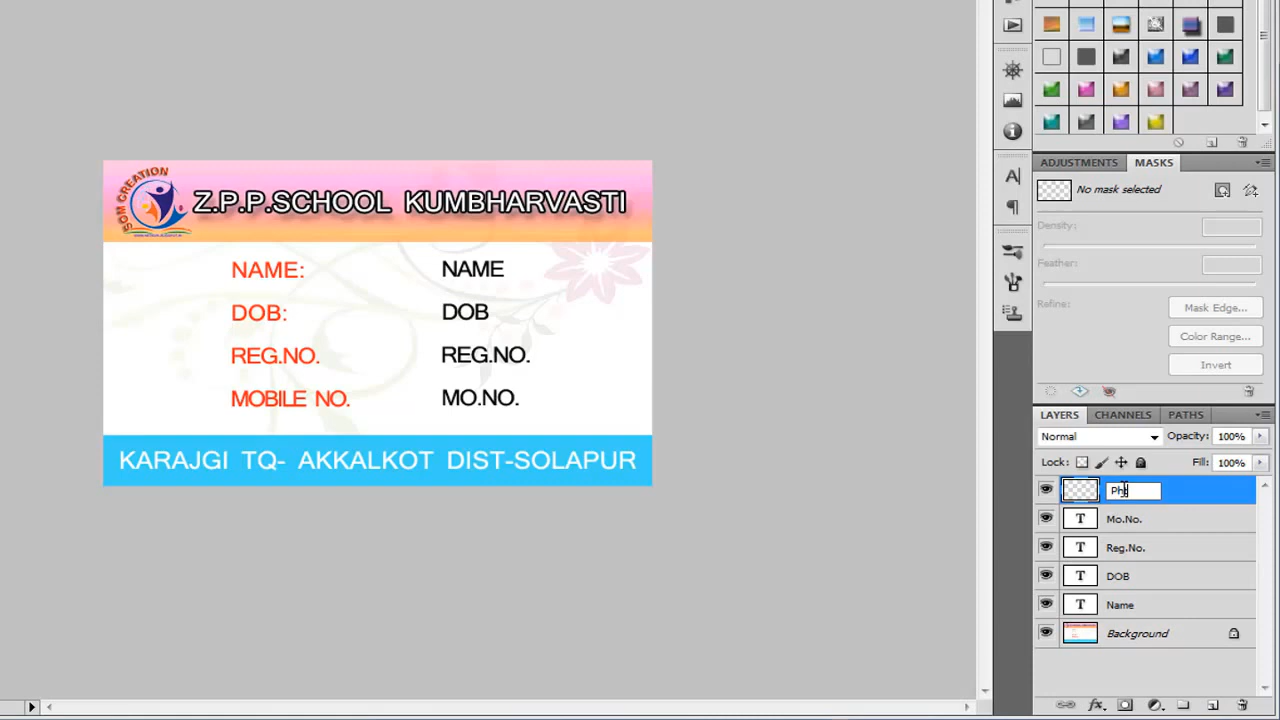 SOM CREATION
Z.P.P.SCHOOL KUMBHARVASTI
NAME: NAME
DOB: DOB
REG.NO. REG.NO.
MOBILE NO. MO.NO.
KARAJGI TQ- AKKALKOT DIST-SOLAPUR
ADJUSTMENTS MASKS
No mask selected
Density:
Feather:
Refine: Mask Edge...
Color Range...
Invert
LAYERS CHANNELS PATHS
Normal Opacity: 100%
Lock: Fill: 100%
T Mo.No.
T Reg.No.
T DOB
T Name
Background
fx